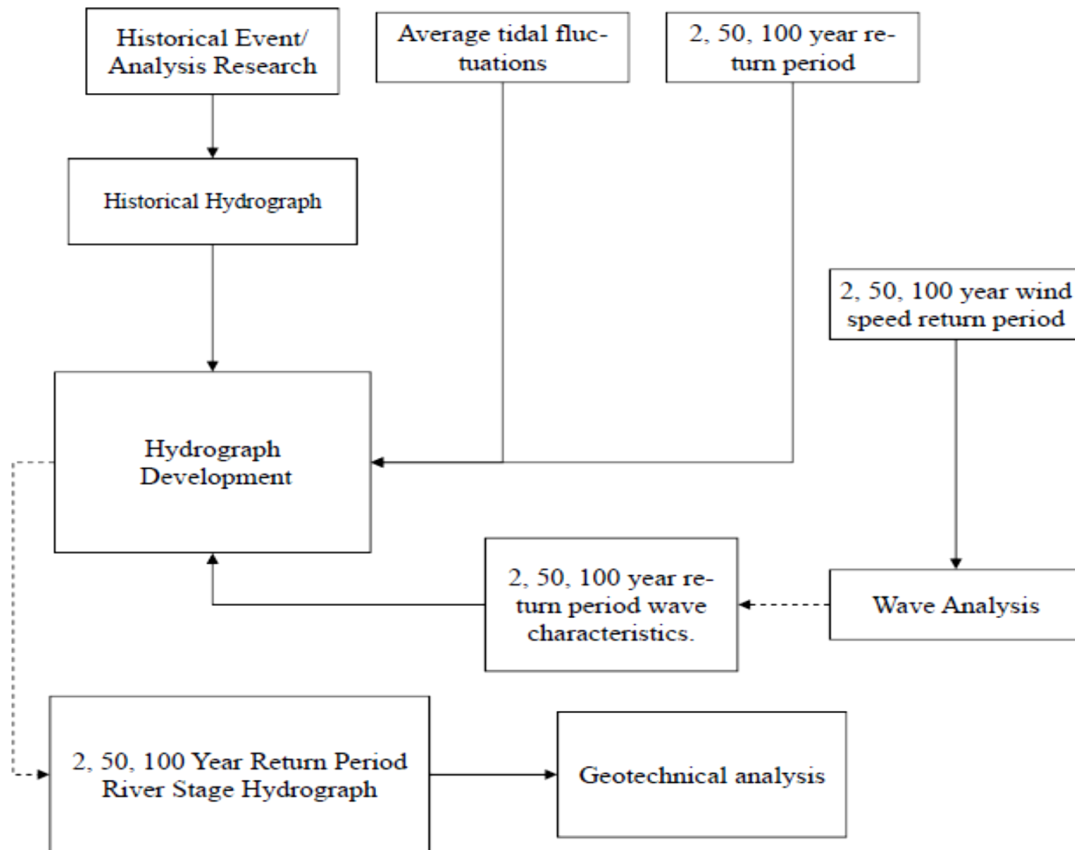 Historical Event/
Analysis Research
Average tidal fluc-
tuations
2, 50, 100 year re-
turn period
Historical Hydrograph
2, 50, 100 year wind
speed return period
Hydrograph
Development
2, 50, 100 year re-
turn period wave
characteristics.
Wave Analysis
2, 50, 100 Year Return Period
River Stage Hydrograph
Geotechnical analysis